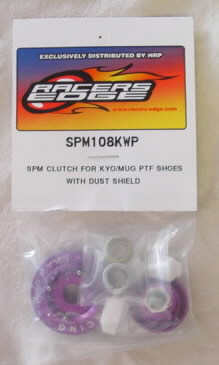 EXCLUSIVELY DISTRIBUTED BY HRP
RACERS
EDGE
www.racers-edge.com
SPM108KWP
SPM CLUTCH FOR KYO/MUG PTF SHOES
WITH DUST SHIELD
CING